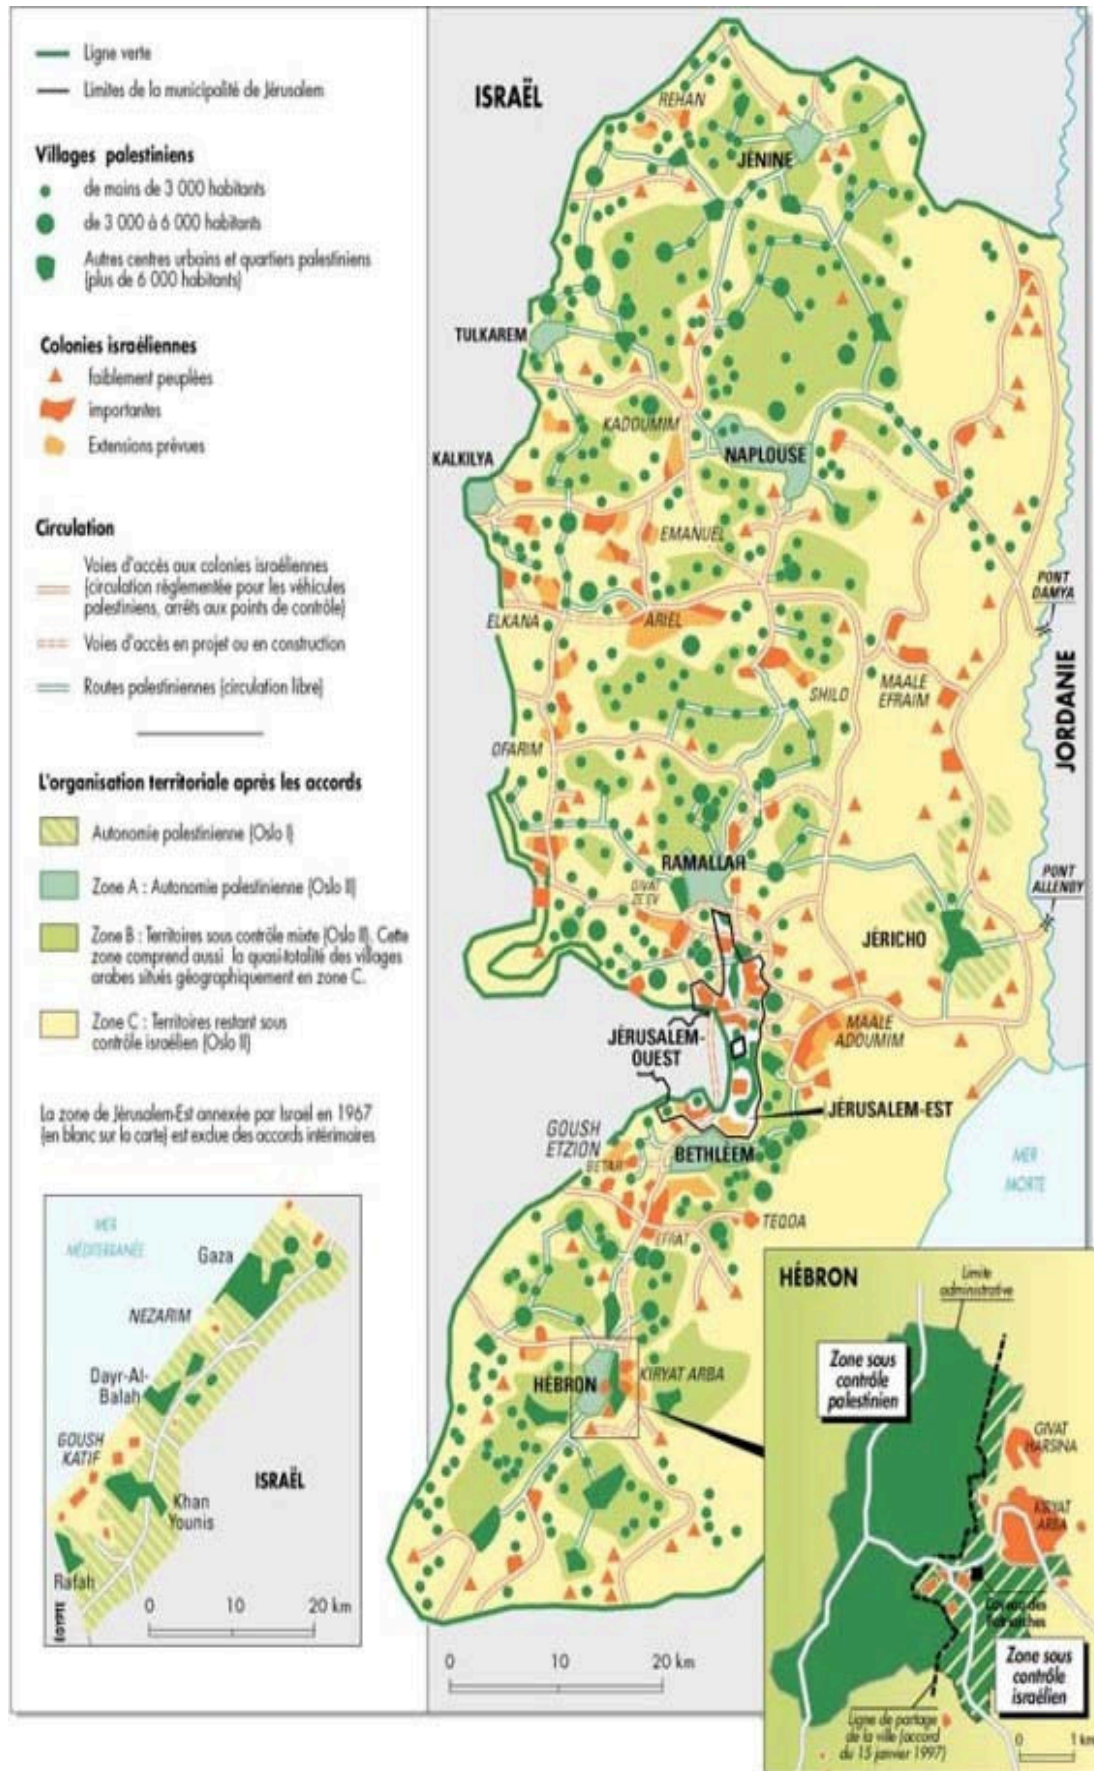 Ligne verte
Limites de la municipalité de Jérusalem
Villages palestiniens
de moins de 3 000 habitants
de 3 000 à 6 000 habitants
Autres centres urbains et quartiers palestiniens
(plus de 6 000 habitants)
Colonies israéliennes
faiblement peuplées
importantes
Extensions prévues
Circulation
Voies d'accès aux colonies israéliennes
(circulation règlementée pour les véhicules
palestiniens, arrêts aux points de contrôle)
Voies d'accès en projet ou en construction
Routes palestiniennes (circulation libre)
L'organisation territoriale après les accords
Autonomie palestinienne (Oslo I)
Zone A : Autonomie palestinienne (Oslo II)
Zone B : Territoires sous contrôle mixte (Oslo II). Cette
zone comprend aussi la quasi-totalité des villages
arabes situés géographiquement en zone C.
Zone C : Territoires restant sous
contrôle israélien (Oslo II)
La zone de Jérusalem-Est annexée par Israël en 1967
(en blanc sur la carte) est exclue des accords intérimaires
MER
MÉDITERRANÉE
Gaza
NEZARIM
Dayr-Al-
Balah
GOUSH
KATIF
ISRAËL
Khan
Younis
Rafah
ÉGYPTE
0 10 20 km
ISRAËL
REHAN
JÉNINE
TULKAREM
KADOUMIM
KALKILYA
NAPLOUSE
EMANUEL
PONT
DAMYA
ELKANA
ARIEL
JORDANIE
SHILO
MAALE
EFRAIM
OFARIM
RAMALLAH
GIVAT
ZE'EV
PONT
ALLENBY
JÉRICHO
JÉRUSALEM-
OUEST
MAALE
ADOUMIM
JÉRUSALEM-EST
GOUSH
ETZION
BETAR
BETHLÉEM
MER
MORTE
TEQOA
EFRAT
HÉBRON
KIRYAT ARBA
0 10 20 km
HÉBRON
Limite
administrative
Zone sous
contrôle
palestinien
GIVAT
HARSINA
KIRYAT
ARBA
Caveau des
Patriarches
Zone sous
contrôle
israélien
Ligne de partage
de la ville (accord
du 15 janvier 1997)
0 1 km